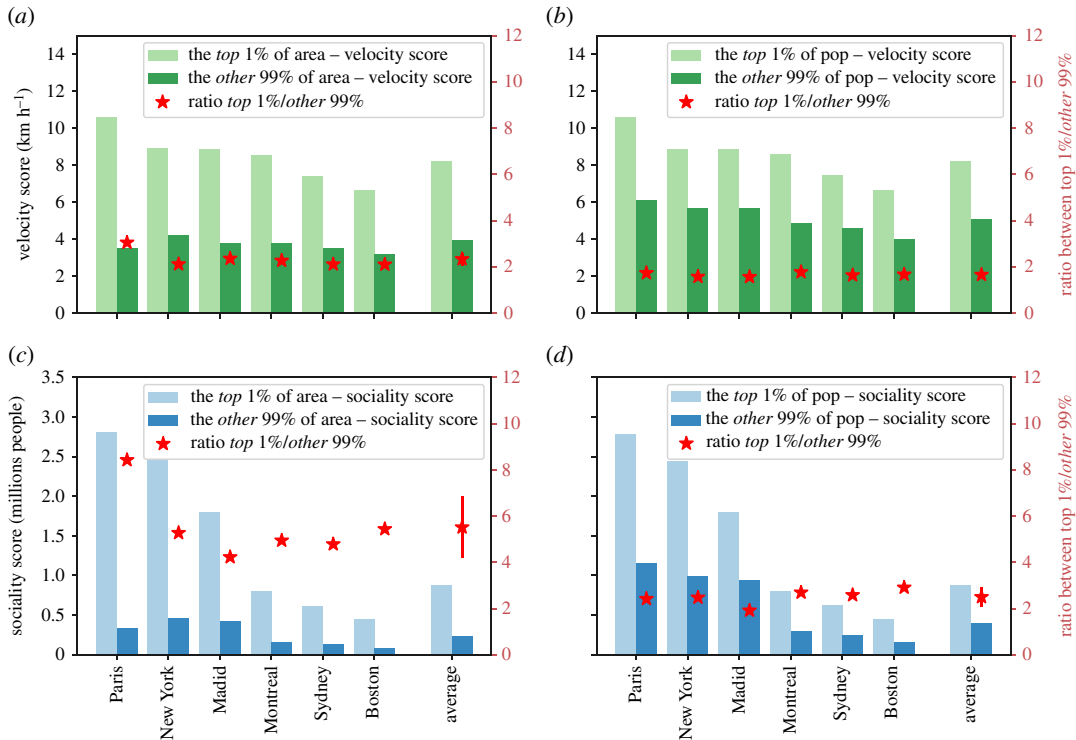 (a)
(b)
velocity score (km h–1)
14
12
10
8
6
4
2
0
the top 1% of area – velocity score
the other 99% of area – velocity score
ratio top 1%/other 99%
12
10
8
6
4
2
0
14
12
10
8
6
4
2
0
the top 1% of pop – velocity score
the other 99% of pop – velocity score
ratio top 1%/other 99%
12
10
8
6
4
2
0
ratio between top 1%/other 99%
(c)
(d)
sociality score (millions people)
3.5
3.0
2.5
2.0
1.5
1.0
0.5
0
the top 1% of area – sociality score
the other 99% of area – sociality score
ratio top 1%/other 99%
12
10
8
6
4
2
0
Paris
New York
Madid
Montreal
Sydney
Boston
average
the top 1% of pop – sociality score
the other 99% of pop – sociality score
ratio top 1%/other 99%
12
10
8
6
4
2
0
ratio between top 1%/other 99%
Paris
New York
Madid
Montreal
Sydney
Boston
average